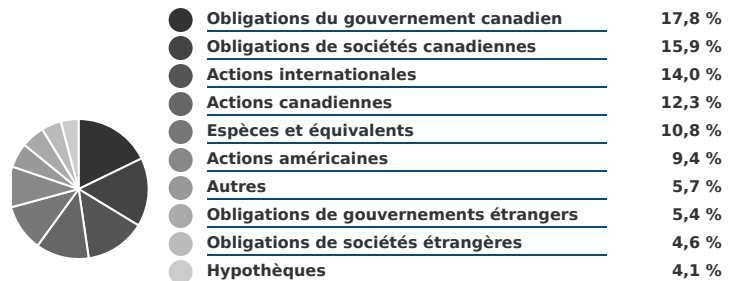 Obligations du gouvernement canadien 17,8 %
Obligations de sociétés canadiennes 15,9 %
Actions internationales 14,0 %
Actions canadiennes 12,3 %
Espèces et équivalents 10,8 %
Actions américaines 9,4 %
Autres 5,7 %
Obligations de gouvernements étrangers 5,4 %
Obligations de sociétés étrangères 4,6 %
Hypothèques 4,1 %